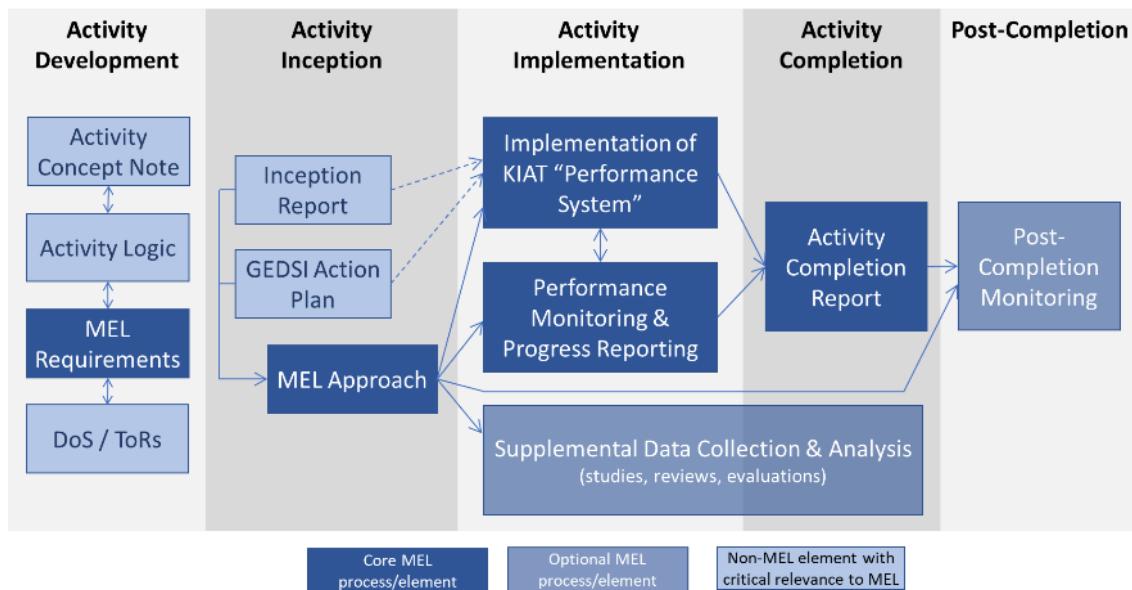 Activity
Development
Activity
Inception
Activity
Implementation
Activity
Completion
Post-Completion
Activity
Concept Note
Activity Logic
MEL
Requirements
DoS / ToRs
Inception
Report
GEDSI Action
Plan
MEL Approach
Implementation of
KIAT “Performance
System”
Performance
Monitoring &
Progress Reporting
Supplemental Data Collection & Analysis
(studies, reviews, evaluations)
Activity
Completion
Report
Post-
Completion
Monitoring
Core MEL
process/element
Optional MEL
process/element
Non-MEL element with
critical relevance to MEL